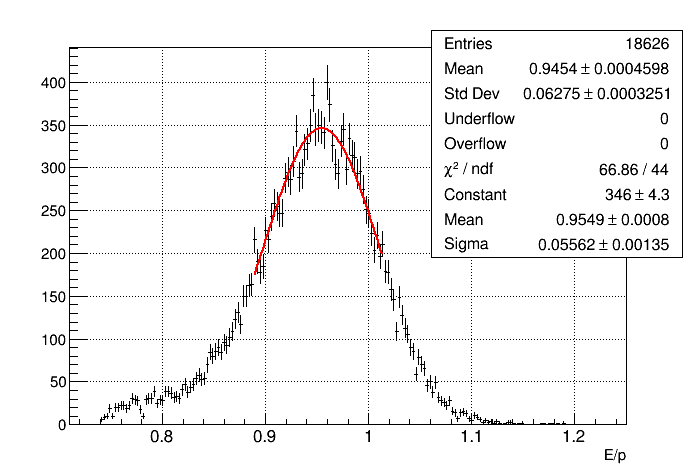 Entries 18626
Mean 0.9454 ± 0.0004598
Std Dev 0.06275 ± 0.0003251
Underflow 0
Overflow 0
χ² / ndf 66.86 / 44
Constant 346 ± 4.3
Mean 0.9549 ± 0.0008
Sigma 0.05562 ± 0.00135
400
350
300
250
200
150
100
50
0
0.8 0.9 1 1.1 1.2
E/p